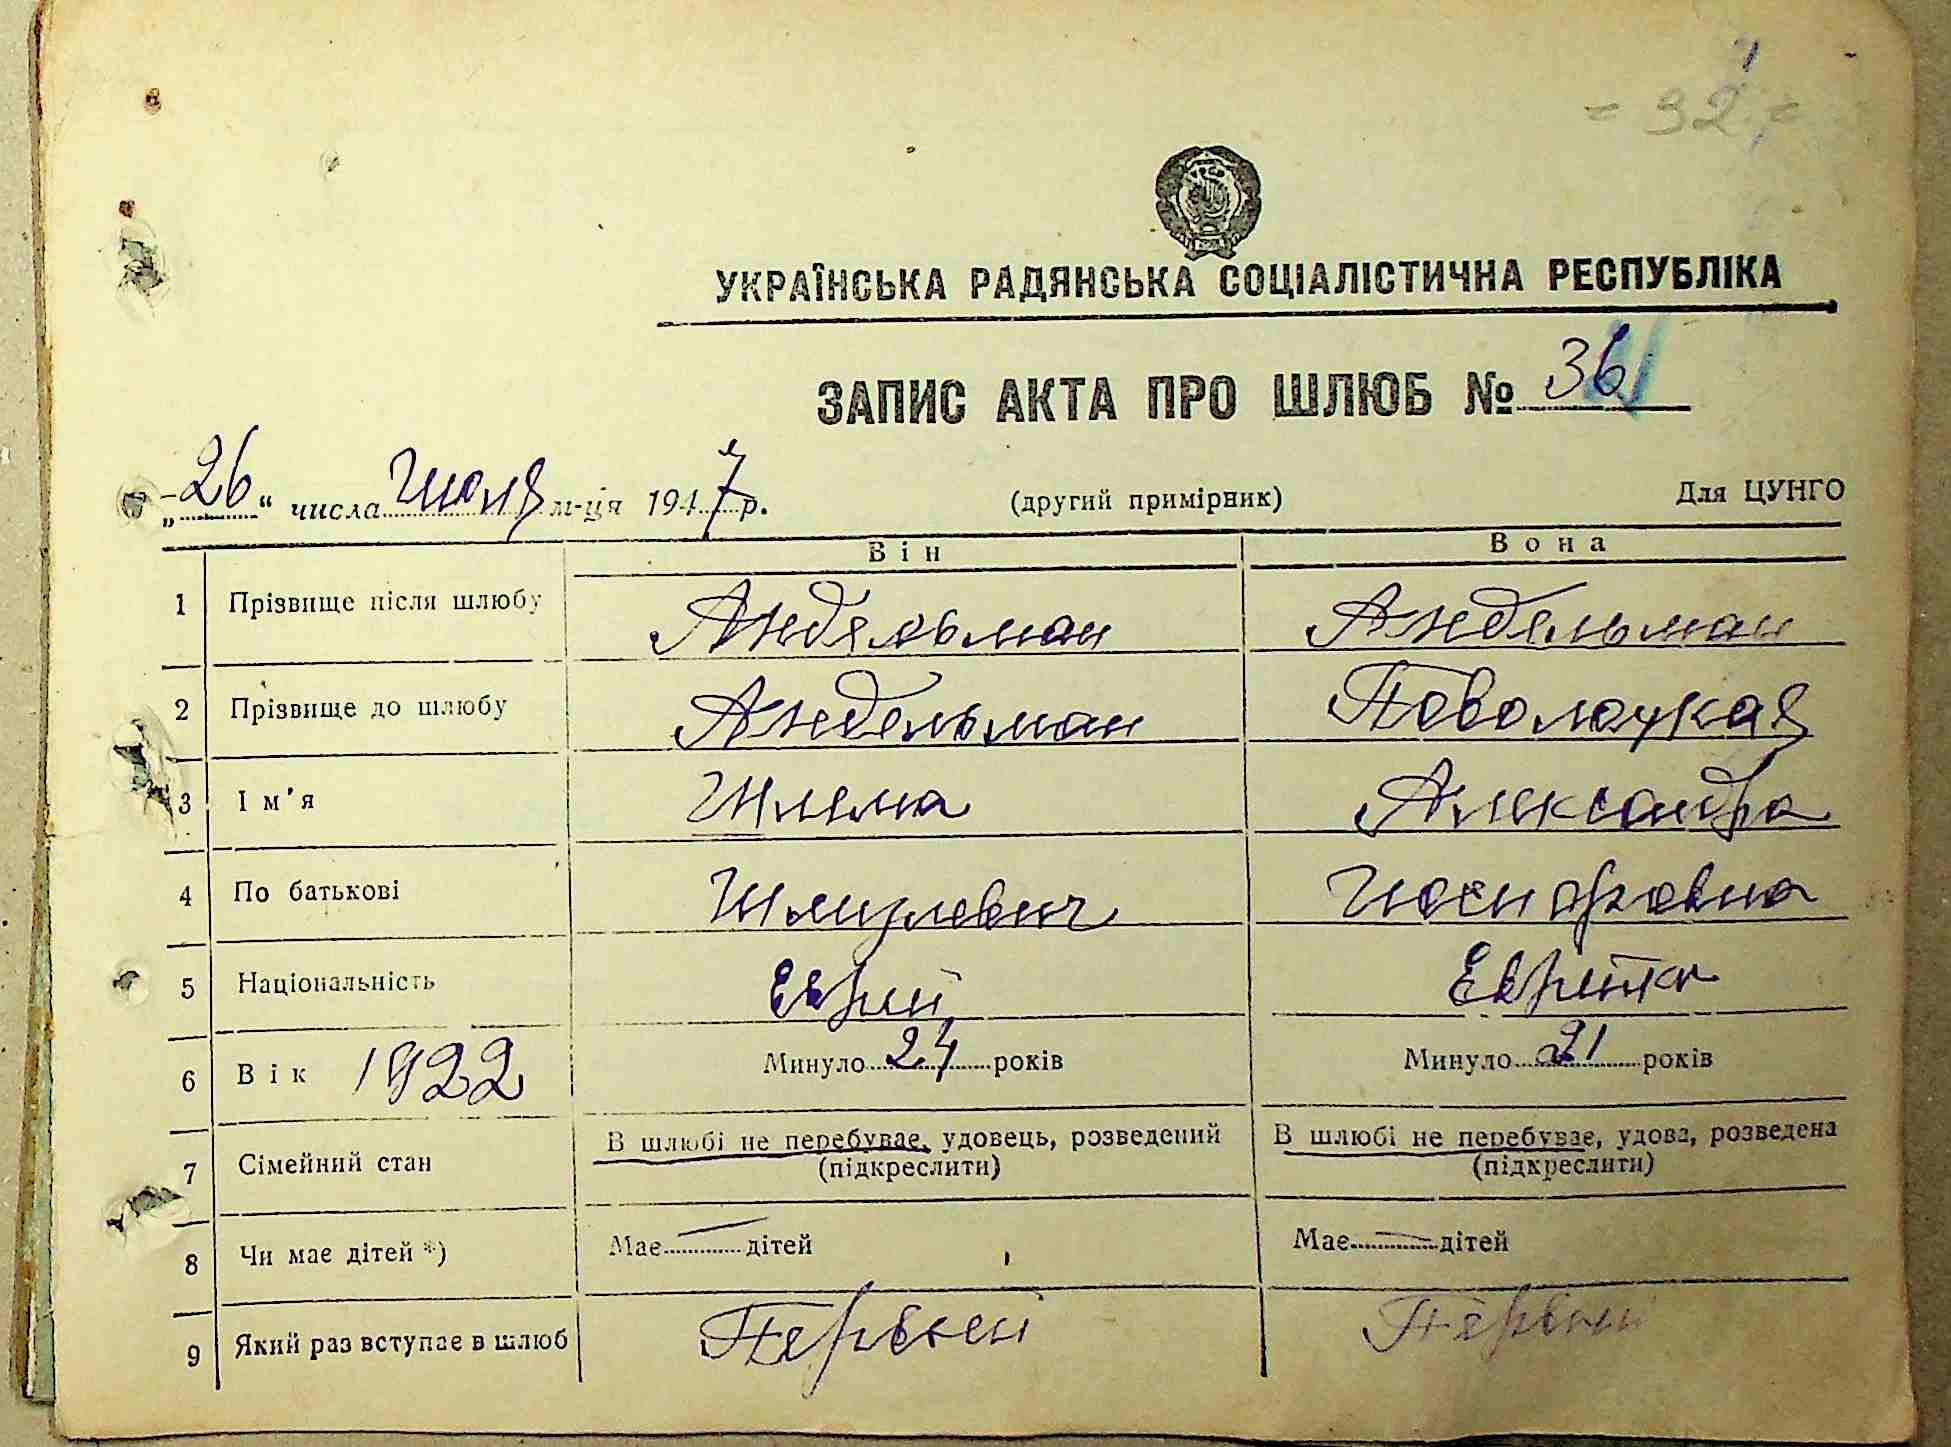 = 32 =
УКРАЇНСЬКА РАДЯНСЬКА СОЦІАЛІСТИЧНА РЕСПУБЛІКА
ЗАПИС АКТА ПРО ШЛЮБ № 36
„26“ числа Июля м-ця 1947 р. (другий примірник) Для ЦУНГО
Він Вона
1 Прізвище після шлюбу Андельман Андельман
2 Прізвище до шлюбу Андельман Поволоцкая
3 Ім'я Шлема Александра
4 По батькові Шмулевич Иосифовна
5 Національність Еврей Еврейка
6 Вік 1922 Минуло 24 років Минуло 21 років
7 Сімейний стан В шлюбі не перебуває, удовець, розведений В шлюбі не перебуває, удова, розведена
(підкреслити) (підкреслити)
8 Чи має дітей *) Має — дітей Має — дітей
9 Який раз вступає в шлюб Первый Первый